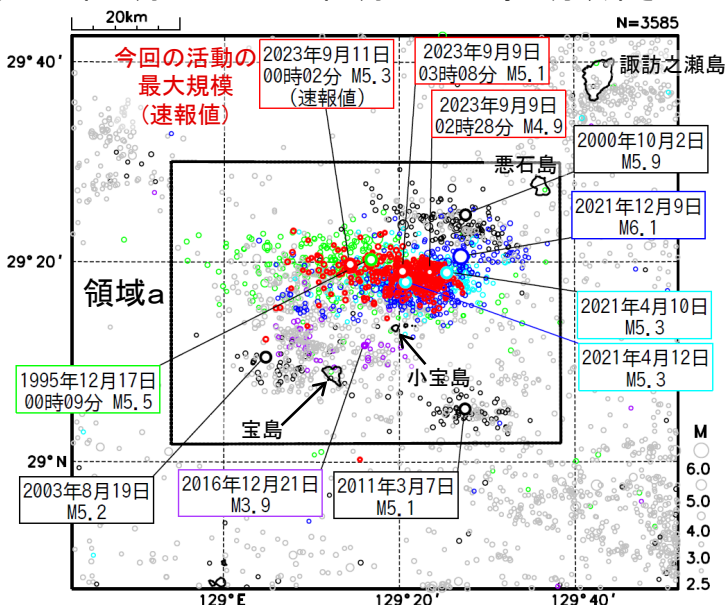 20km
N=3585
29°40′
29°30′
29°20′
29°N
129°E
129°20′
129°40′
今回の活動の
最大規模
(速報値)
2023年9月11日
00時02分 M5.3
(速報値)
2023年9月9日
03時08分 M5.1
2023年9月9日
02時28分 M4.9
諏訪之瀬島
2000年10月2日
M5.9
悪石島
2021年12月9日
M6.1
領域a
2021年4月10日
M5.3
2021年4月12日
M5.3
小宝島
宝島
1995年12月17日
00時09分 M5.5
2003年8月19日
M5.2
2016年12月21日
M3.9
2011年3月7日
M5.1
M
6.0
5.0
4.0
3.0
2.5